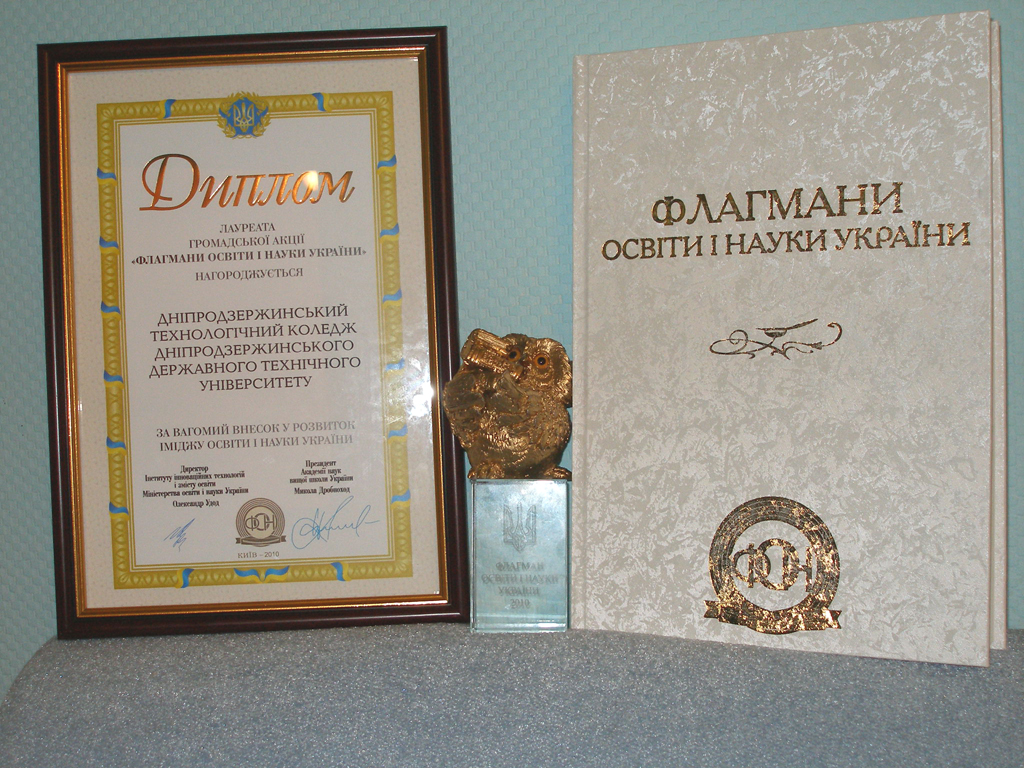 Диплом
ЛАУРЕАТА
ГРОМАДСЬКОЇ АКЦІЇ
«ФЛАГМАНИ ОСВІТИ І НАУКИ УКРАЇНИ»
НАГОРОДЖУЄТЬСЯ
ДНІПРОДЗЕРЖИНСЬКИЙ
ТЕХНОЛОГІЧНИЙ КОЛЕДЖ
ДНІПРОДЗЕРЖИНСЬКОГО
ДЕРЖАВНОГО ТЕХНІЧНОГО
УНІВЕРСИТЕТУ
ЗА ВАГОМИЙ ВНЕСОК У РОЗВИТОК
ІМІДЖУ ОСВІТИ І НАУКИ УКРАЇНИ
Директор
Інституту інноваційних технологій
і змісту освіти
Міністерства освіти і науки України
Олександр Удод
Президент
Академії наук
вищої школи України
Микола Дробноход
ФОН
КИЇВ - 2010
ФЛАГМАН
ОСВІТИ І НАУКИ
УКРАЇНИ
2010
ФЛАГМАНИ
ОСВІТИ І НАУКИ УКРАЇНИ
ФОН